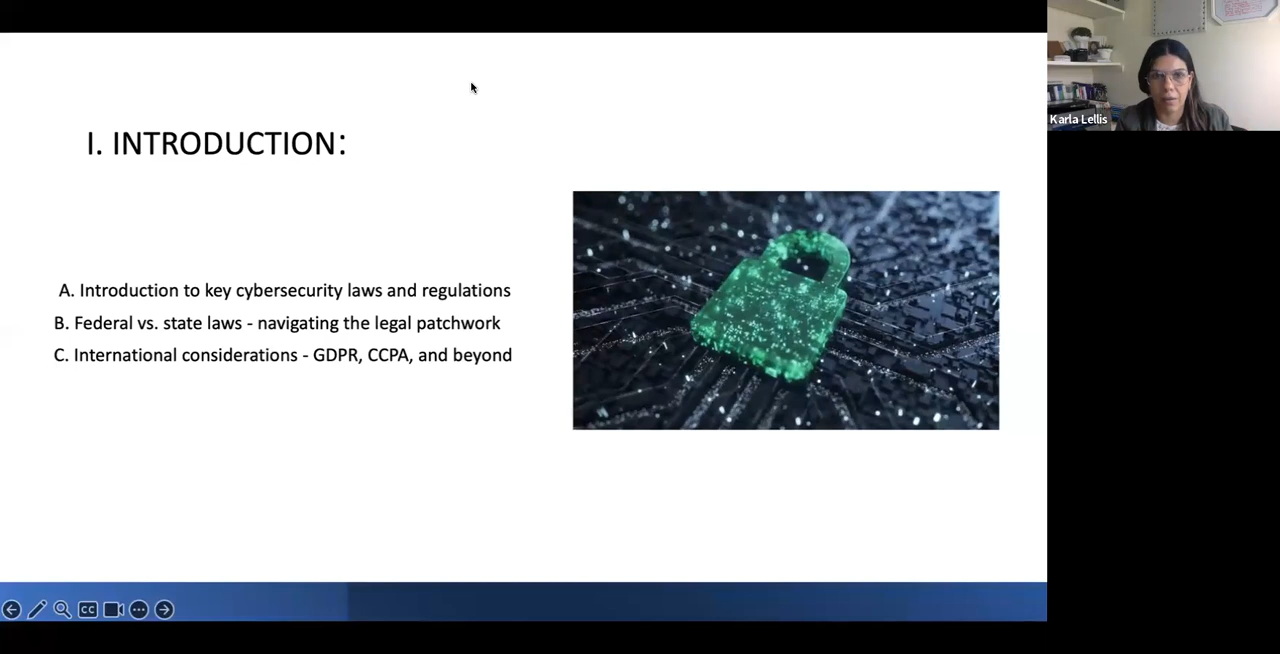 I. INTRODUCTION:
A. Introduction to key cybersecurity laws and regulations
B. Federal vs. state laws - navigating the legal patchwork
C. International considerations - GDPR, CCPA, and beyond
Karla Lellis
CC